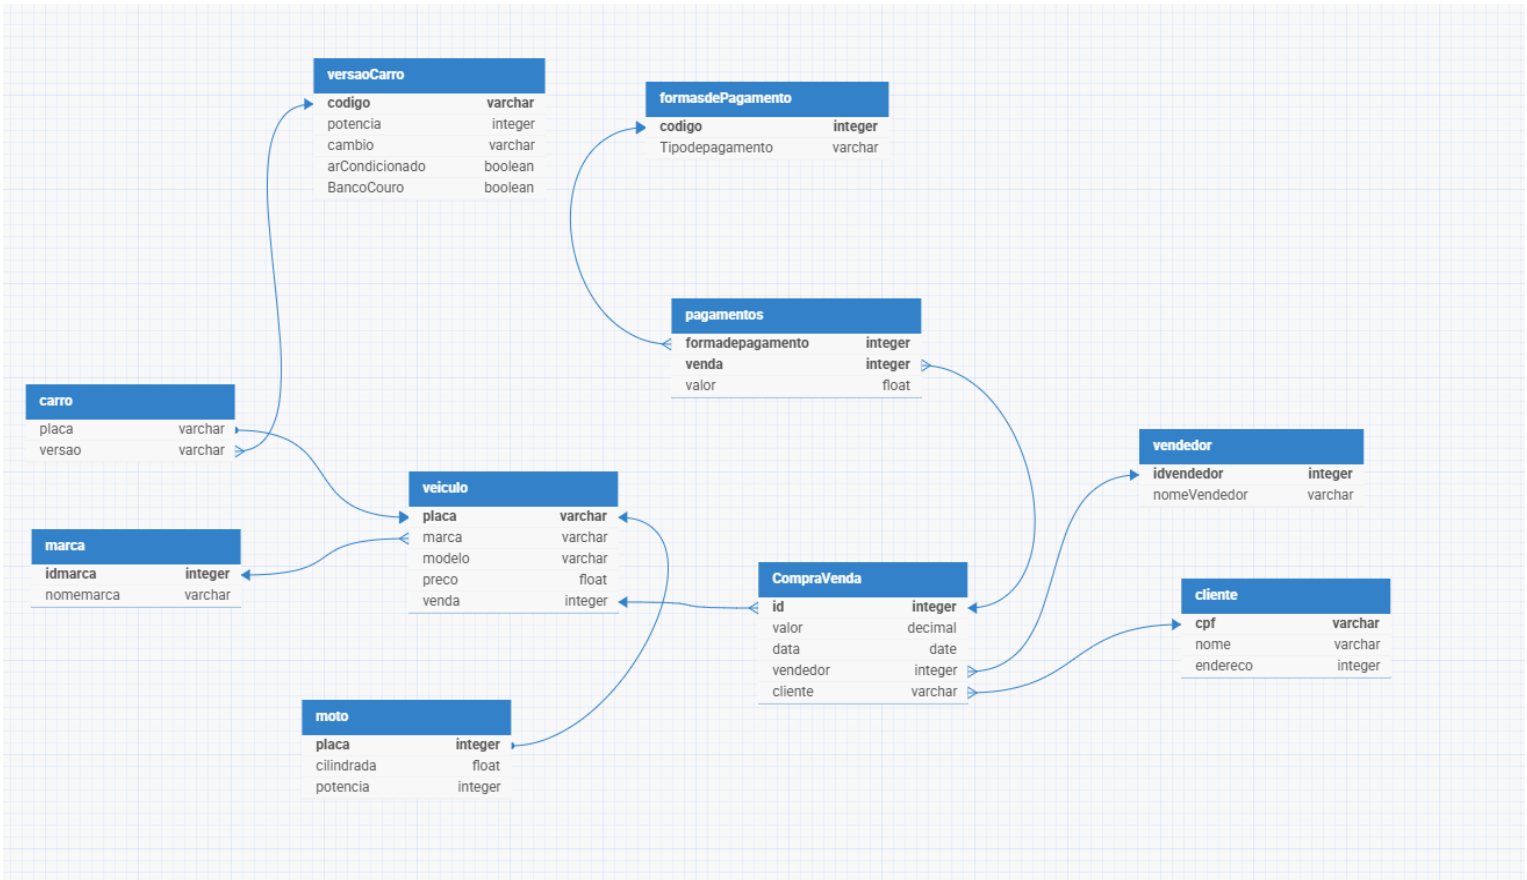 versaoCarro
codigo varchar
potencia integer
cambio varchar
arCondicionado boolean
BancoCouro boolean
formasdePagamento
codigo integer
Tipodepagamento varchar
pagamentos
formadepagamento integer
venda integer
valor float
carro
placa varchar
versao varchar
vendedor
idvendedor integer
nomeVendedor varchar
veiculo
placa varchar
marca varchar
modelo varchar
preco float
venda integer
marca
idmarca integer
nomemarca varchar
CompraVenda
id integer
valor decimal
data date
vendedor integer
cliente varchar
cliente
cpf varchar
nome varchar
endereco integer
moto
placa integer
cilindrada float
potencia integer